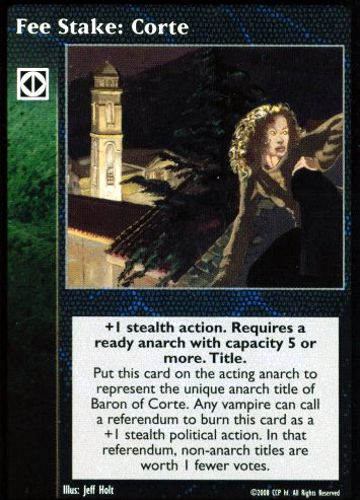 Fee Stake: Corte
+1 stealth action. Requires a
ready anarch with capacity 5 or
more. Title.
Put this card on the acting anarch to
represent the unique anarch title of
Baron of Corte. Any vampire can call
a referendum to burn this card as a
+1 stealth political action. In that
referendum, non-anarch titles are
worth 1 fewer votes.
Illus: Jeff Holt
©2008 CCP hf. All Rights Reserved